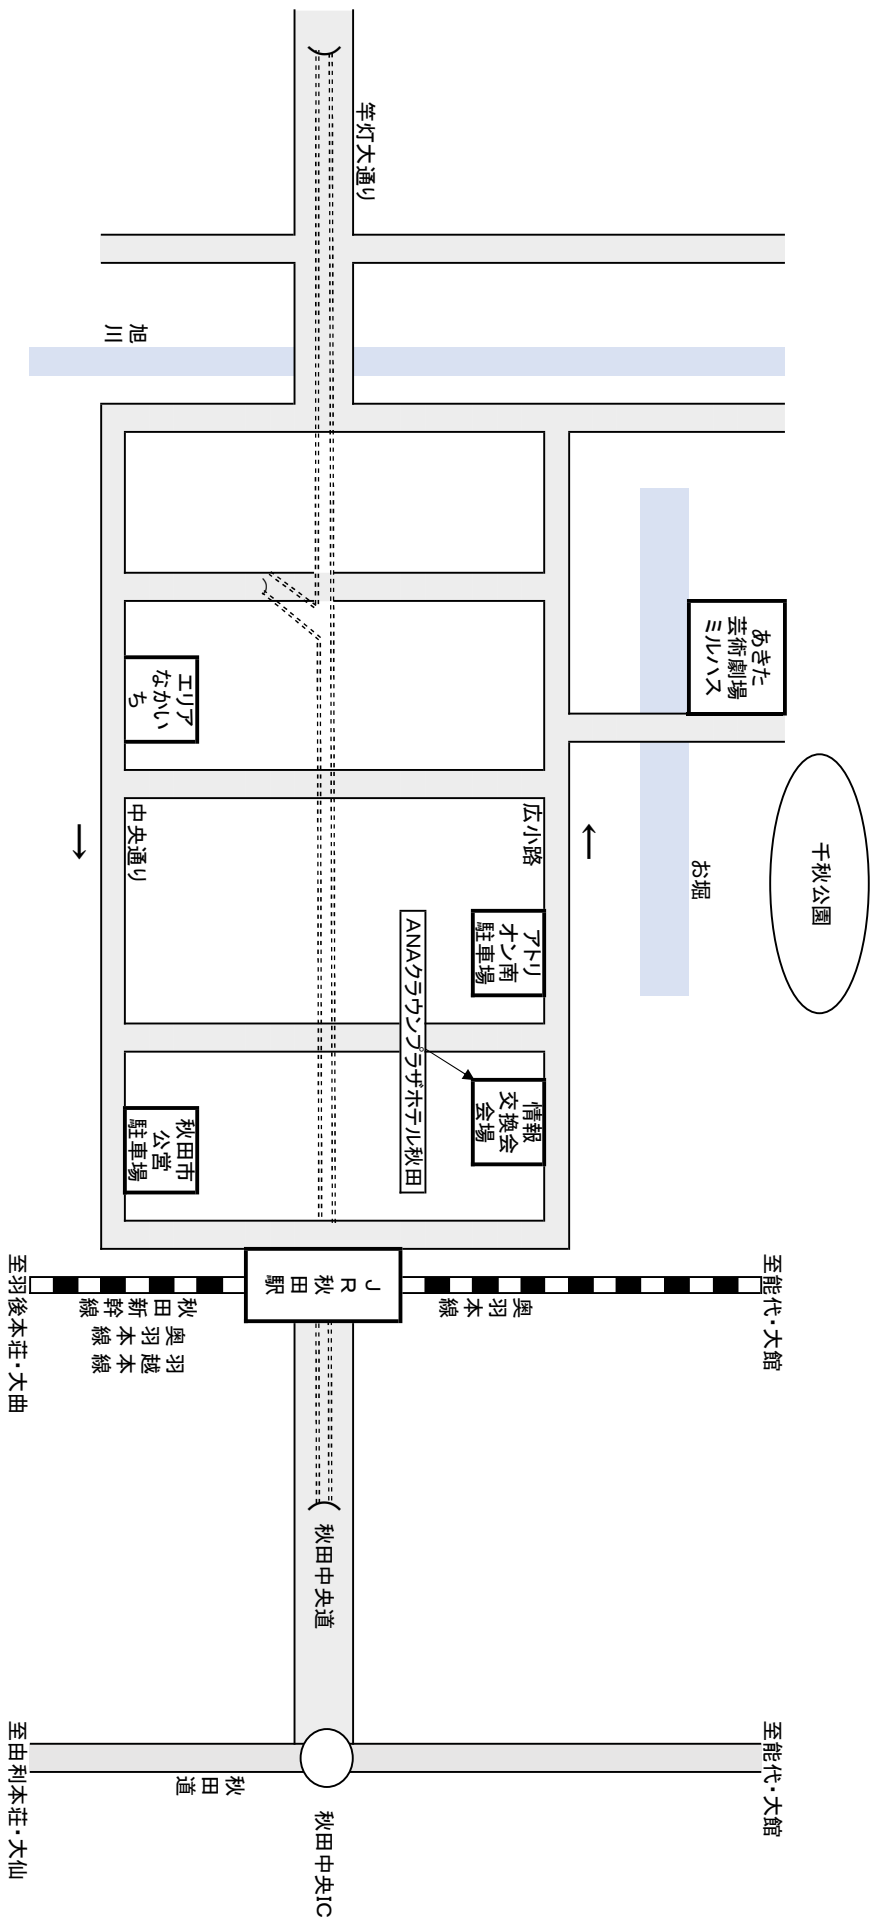 竿灯大通り
旭
川
あきた
芸術劇場
ミルハス
エリア
なかい
ち
中央通り
広小路
お堀
千秋公園
アトリ
オン南
駐車場
ANAクラウンプラザホテル秋田
情報
交換会
会場
秋田市
公営
駐車場
JR
秋田駅
至能代・大館
奥羽本線
秋田新幹線
奥羽本線
羽越本線
至羽後本荘・大曲
秋田中央道
至能代・大館
秋田道
至由利本荘・大仙
秋田中央IC